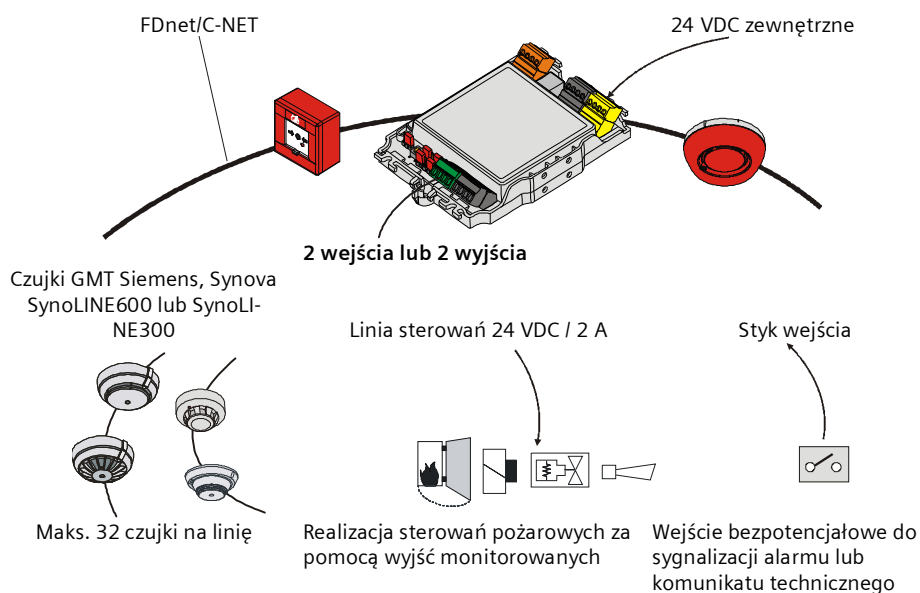 FDnet/C-NET
24 VDC zewnętrzne
2 wejścia lub 2 wyjścia
Czujki GMT Siemens, Synova
SynoLINE600 lub SynoLI-
NE300
Linia sterowań 24 VDC / 2 A
Styk wejścia
Maks. 32 czujki na linię
Realizacja sterowań pożarowych za
pomocą wyjść monitorowanych
Wejście bezpotencjałowe do
sygnalizacji alarmu lub
komunikatu technicznego